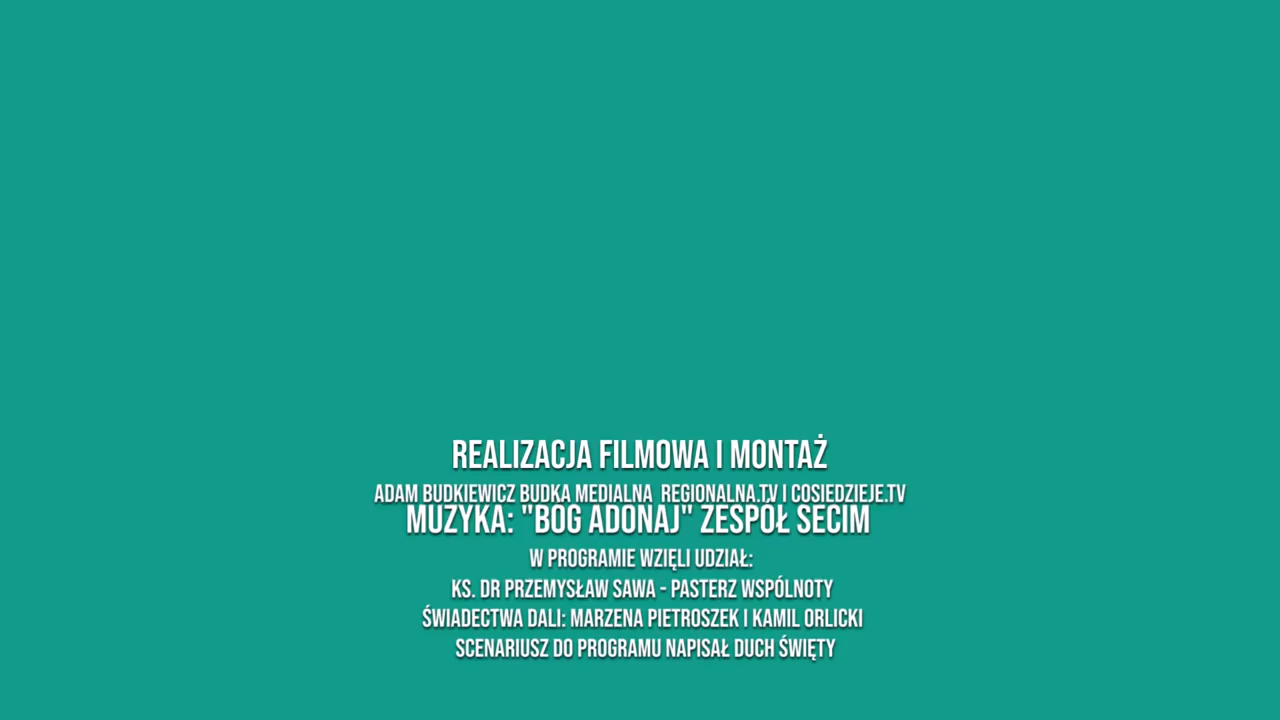 REALIZACJA FILMOWA I MONTAŻ
ADAM BUDKIEWICZ BUDKA MEDIALNA REGIONALNA.TV I COSIEDZIEJE.TV
MUZYKA: "BÓG ADONAJ" ZESPÓŁ SECIM
W PROGRAMIE WZIĘLI UDZIAŁ:
KS. DR PRZEMYSŁAW SAWA - PASTERZ WSPÓLNOTY
ŚWIADECTWA DALI: MARZENA PIETROSZEK I KAMIL ORLICKI
SCENARIUSZ DO PROGRAMU NAPISAŁ DUCH ŚWIĘTY